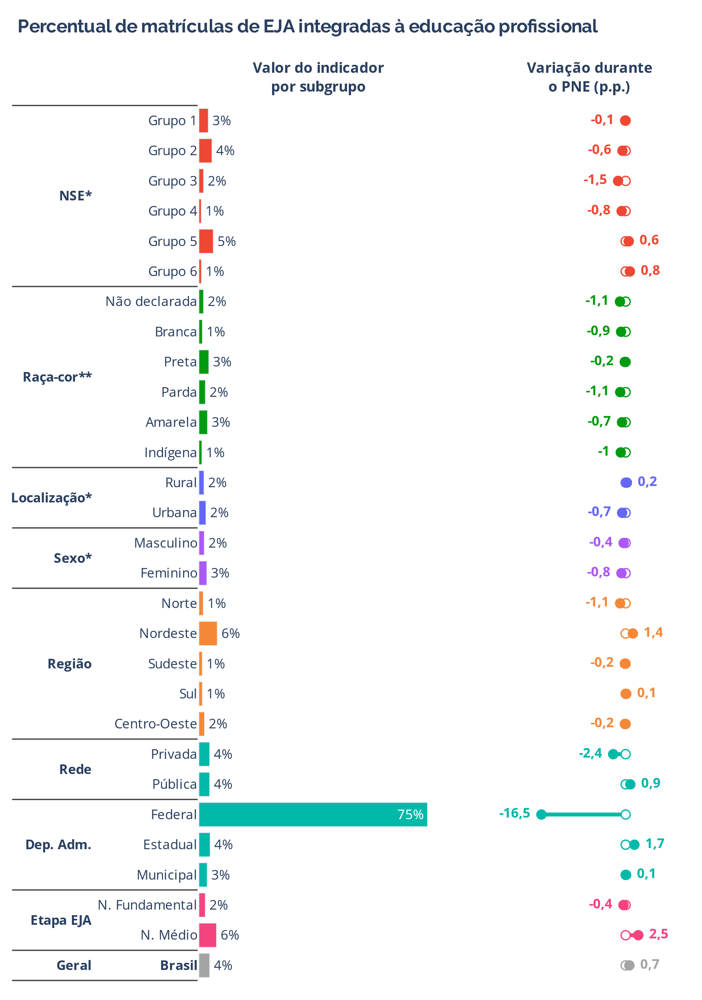 Percentual de matrículas de EJA integradas à educação profissional
Valor do indicador
por subgrupo
Variação durante
o PNE (p.p.)
NSE*
Grupo 1 3% -0,1
Grupo 2 4% -0,6
Grupo 3 2% -1,5
Grupo 4 1% -0,8
Grupo 5 5% 0,6
Grupo 6 1% 0,8
Raça-cor**
Não declarada 2% -1,1
Branca 1% -0,9
Preta 3% -0,2
Parda 2% -1,1
Amarela 3% -0,7
Indígena 1% -1
Localização*
Rural 2% 0,2
Urbana 2% -0,7
Sexo*
Masculino 2% -0,4
Feminino 3% -0,8
Região
Norte 1% -1,1
Nordeste 6% 1,4
Sudeste 1% -0,2
Sul 1% 0,1
Centro-Oeste 2% -0,2
Rede
Privada 4% -2,4
Pública 4% 0,9
Dep. Adm.
Federal 75% -16,5
Estadual 4% 1,7
Municipal 3% 0,1
Etapa EJA
N. Fundamental 2% -0,4
N. Médio 6% 2,5
Geral Brasil 4% 0,7